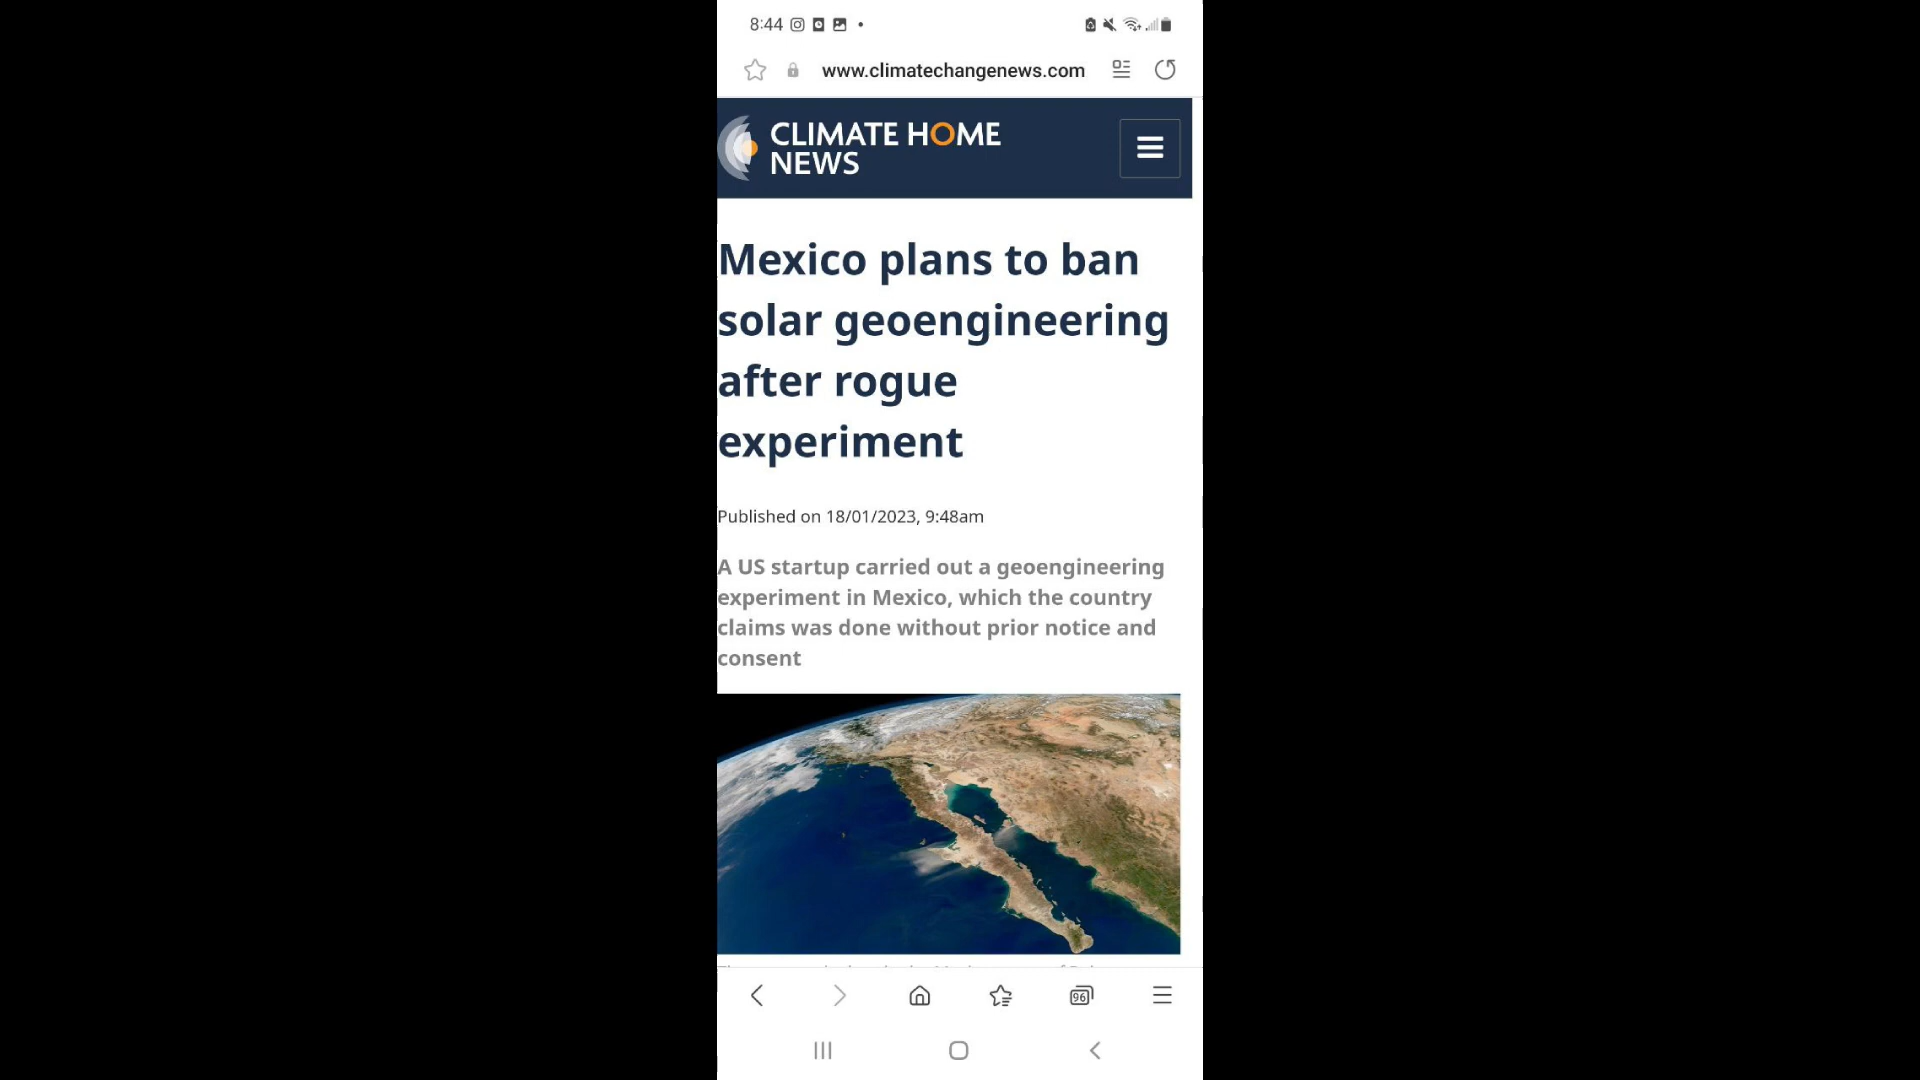 8:44
www.climatechangenews.com
CLIMATE HOME
NEWS
Mexico plans to ban
solar geoengineering
after rogue
experiment
Published on 18/01/2023, 9:48am
A US startup carried out a geoengineering
experiment in Mexico, which the country
claims was done without prior notice and
consent
96